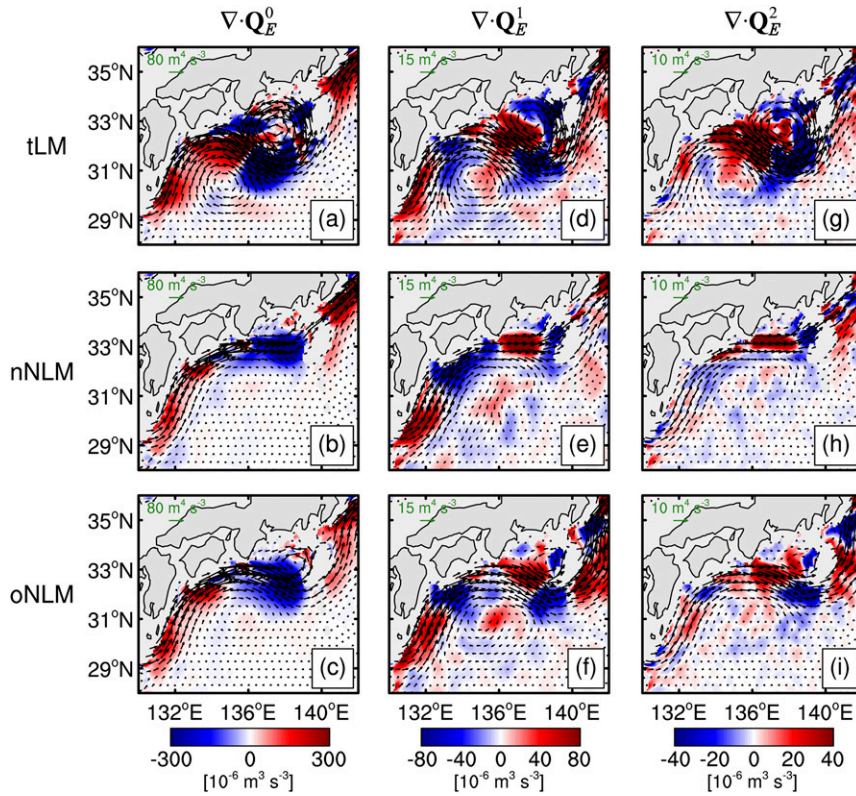 ∇·Q_E^0 ∇·Q_E^1 ∇·Q_E^2
tLM
35°N
33°N
31°N
29°N
80 m⁴ s⁻³
(a)
15 m⁴ s⁻³
(d)
10 m⁴ s⁻³
(g)
nNLM
35°N
33°N
31°N
29°N
80 m⁴ s⁻³
(b)
15 m⁴ s⁻³
(e)
10 m⁴ s⁻³
(h)
oNLM
35°N
33°N
31°N
29°N
80 m⁴ s⁻³
(c)
15 m⁴ s⁻³
(f)
10 m⁴ s⁻³
(i)
132°E 136°E 140°E 132°E 136°E 140°E 132°E 136°E 140°E
-300 0 300 -80 -40 0 40 80 -40 -20 0 20 40
[10⁻⁶ m³ s⁻³] [10⁻⁶ m³ s⁻³] [10⁻⁶ m³ s⁻³]